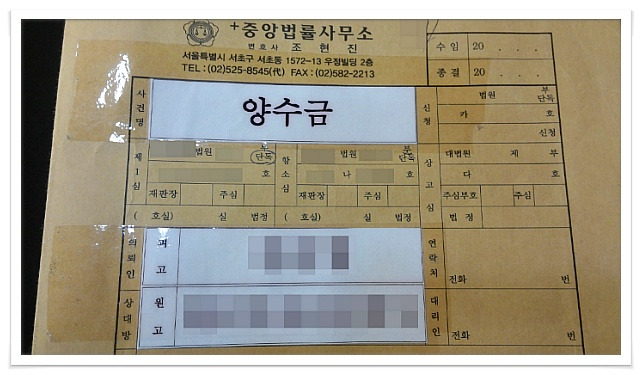 +중앙법률사무소
변호사 조현진
서울특별시 서초구 서초동 1572-13 우정빌딩 2층
TEL : (02)525-8545(代) FAX : (02)582-2213
수임 20 . . .
종결 20 . . .
사건명 양수금
신청 법원 부 단독
카 호
신청
제1심 법원 부 단독
호
재판장 주심
( 호실) 실 법정
항소심 법원 부 단독
나 호
재판장 주심
( 호실) 실 법정
상고심 대법원 제 부
다 호
주심부호 주심
법정
의뢰인 피고
연락처 전화 번
상대방 원고
대리인 전화 번